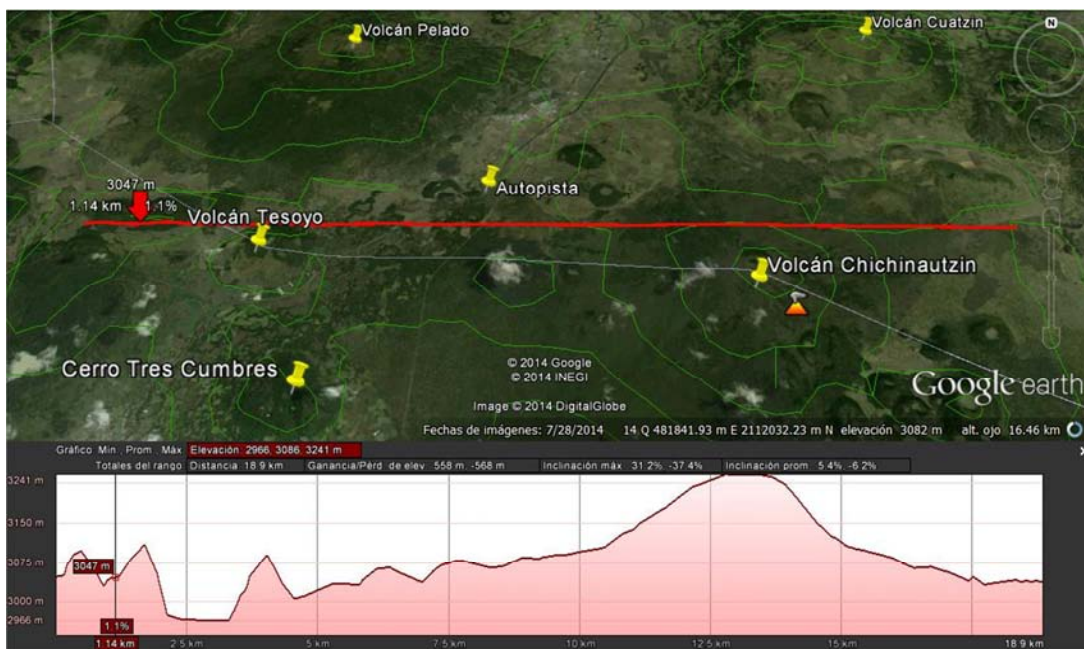 Volcán Pelado
Volcán Cuatzin
N
Autopista
3047 m
1.14 km 1.1%
Volcán Tesoyo
Volcán Chichinautzin
Cerro Tres Cumbres
© 2014 Google
© 2014 INEGI
Image © 2014 DigitalGlobe
Google earth
Fechas de imágenes: 7/28/2014 14 Q 481841.93 m E 2112032.23 m N elevación 3082 m alt. ojo 16.46 km
Gráfico Mín., Prom. Máx Elevación: 2966, 3086, 3241 m
Totales del rango Distancia 18.9 km Ganancia/Pérd de elev 558 m, -568 m Inclinación máx 31.2%, -37.4% Inclinación prom 5.4%, -6.2%
3241 m
3150 m
3075 m
3047 m
3000 m
2966 m
1.1%
1.14 km 2.5 km 5 km 7.5 km 10 km 12.5 km 15 km 18.9 km